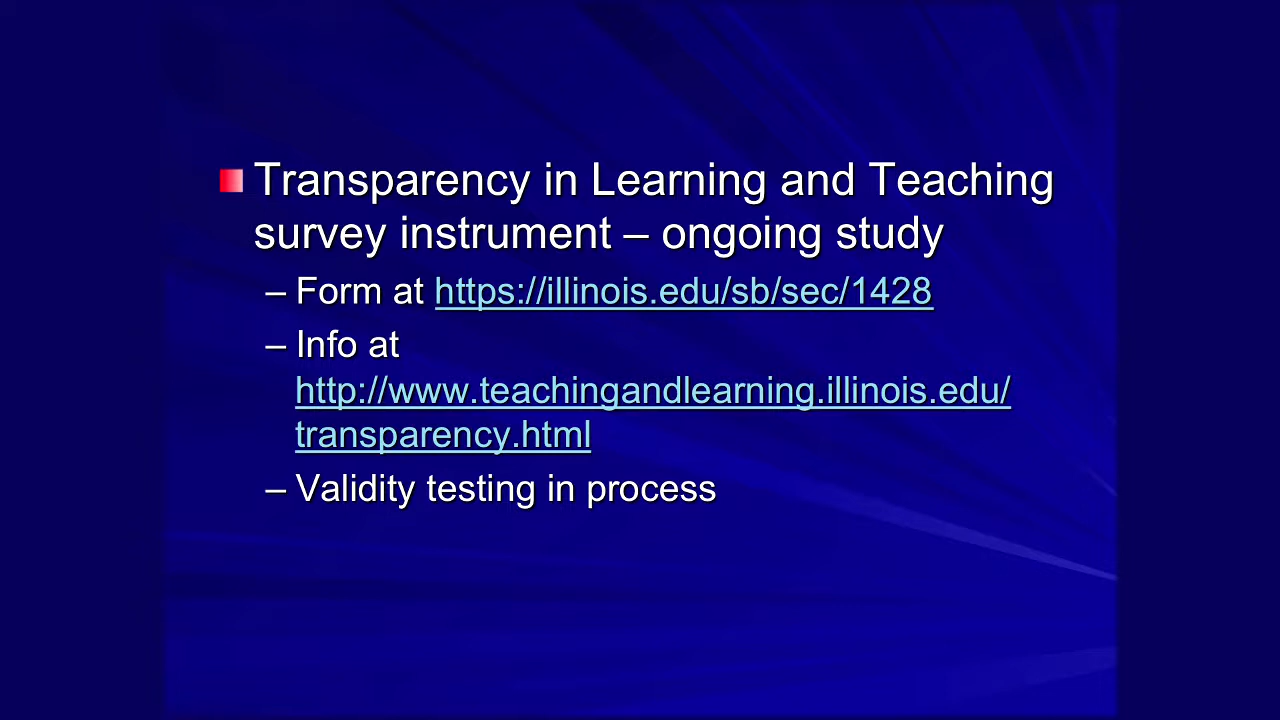 Transparency in Learning and Teaching
survey instrument – ongoing study
– Form at https://illinois.edu/sb/sec/1428
– Info at
http://www.teachingandlearning.illinois.edu/
transparency.html
– Validity testing in process